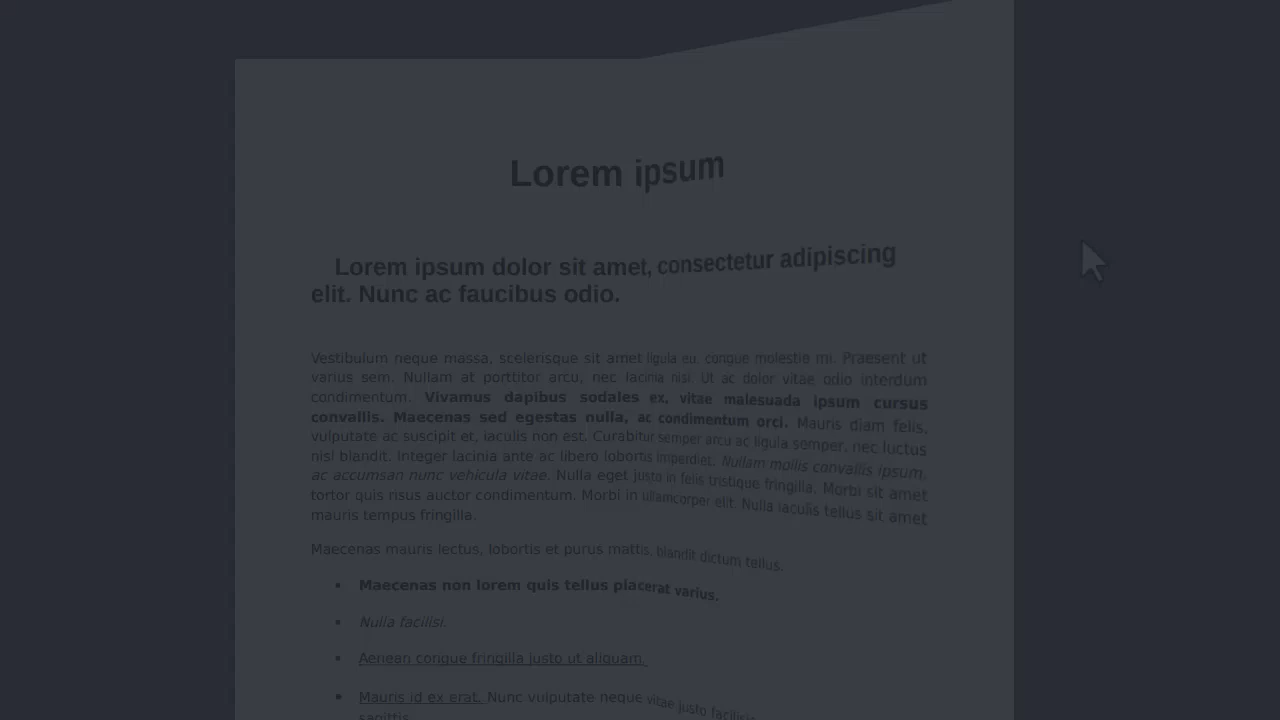 Lorem ipsum
Lorem ipsum dolor sit amet, consectetur adipiscing
elit. Nunc ac faucibus odio.
Vestibulum neque massa, scelerisque sit amet ligula eu, congue molestie mi. Praesent ut
varius sem. Nullam at porttitor arcu, nec lacinia nisi. Ut ac dolor vitae odio interdum
condimentum. Vivamus dapibus sodales ex, vitae malesuada ipsum cursus
convallis. Maecenas sed egestas nulla, ac condimentum orci. Mauris diam felis,
vulputate ac suscipit et, iaculis non est. Curabitur semper arcu ac ligula semper, nec luctus
nisl blandit. Integer lacinia ante ac libero lobortis imperdiet. Nullam mollis convallis ipsum,
ac accumsan nunc vehicula vitae. Nulla eget justo in felis tristique fringilla. Morbi sit amet
tortor quis risus auctor condimentum. Morbi in ullamcorper elit. Nulla iaculis tellus sit amet
mauris tempus fringilla.
Maecenas mauris lectus, lobortis et purus mattis, blandit dictum tellus.
▪ Maecenas non lorem quis tellus placerat varius.
▪ Nulla facilisi.
▪ Aenean congue fringilla justo ut aliquam.
▪ Mauris id ex erat. Nunc vulputate neque vitae justo facilisis
sagittis